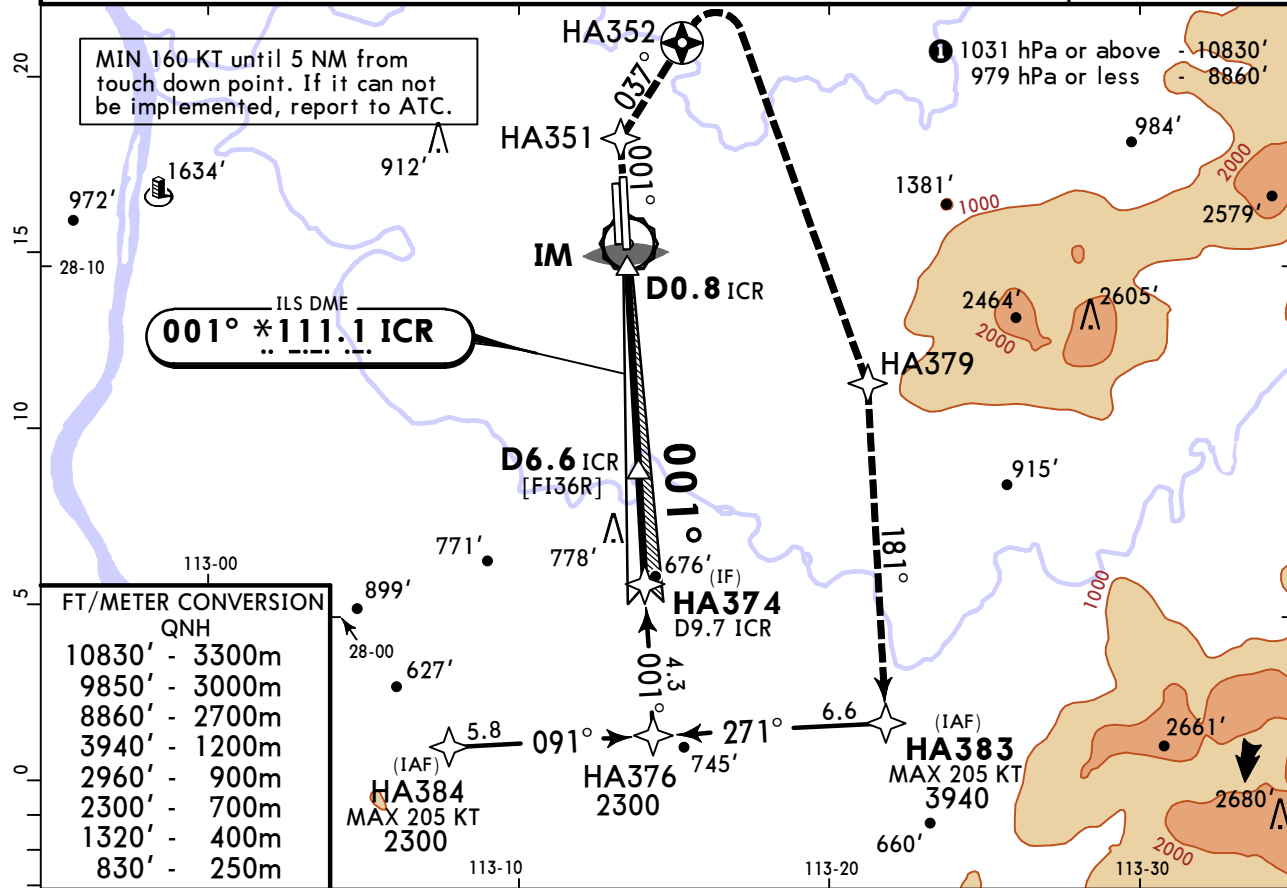 MIN 160 KT until 5 NM from
touch down point. If it can not
be implemented, report to ATC.
HA352
037°
❶ 1031 hPa or above - 10830'
979 hPa or less - 8860'
20
HA351
001°
912'
1634'
972'
984'
2000
1381'
1000
2579'
15
28-10
IM
D0.8 ICR
ILS DME
001° *111.1 ICR
2464'
2605'
2000
HA379
10
D6.6 ICR
[FI36R]
001°
915'
771'
778'
676'
181°
113-00
(IF)
HA374
D9.7 ICR
899'
5
28-00
1000
627'
001°
4.3
FT/METER CONVERSION
QNH
10830' - 3300m
9850' - 3000m
8860' - 2700m
3940' - 1200m
2960' - 900m
2300' - 700m
1320' - 400m
830' - 250m
5.8
091°
271°
6.6
(IAF)
HA384
MAX 205 KT
2300
HA376
2300
745'
(IAF)
HA383
MAX 205 KT
3940
660'
2661'
2680'
2000
0
113-10
113-20
113-30